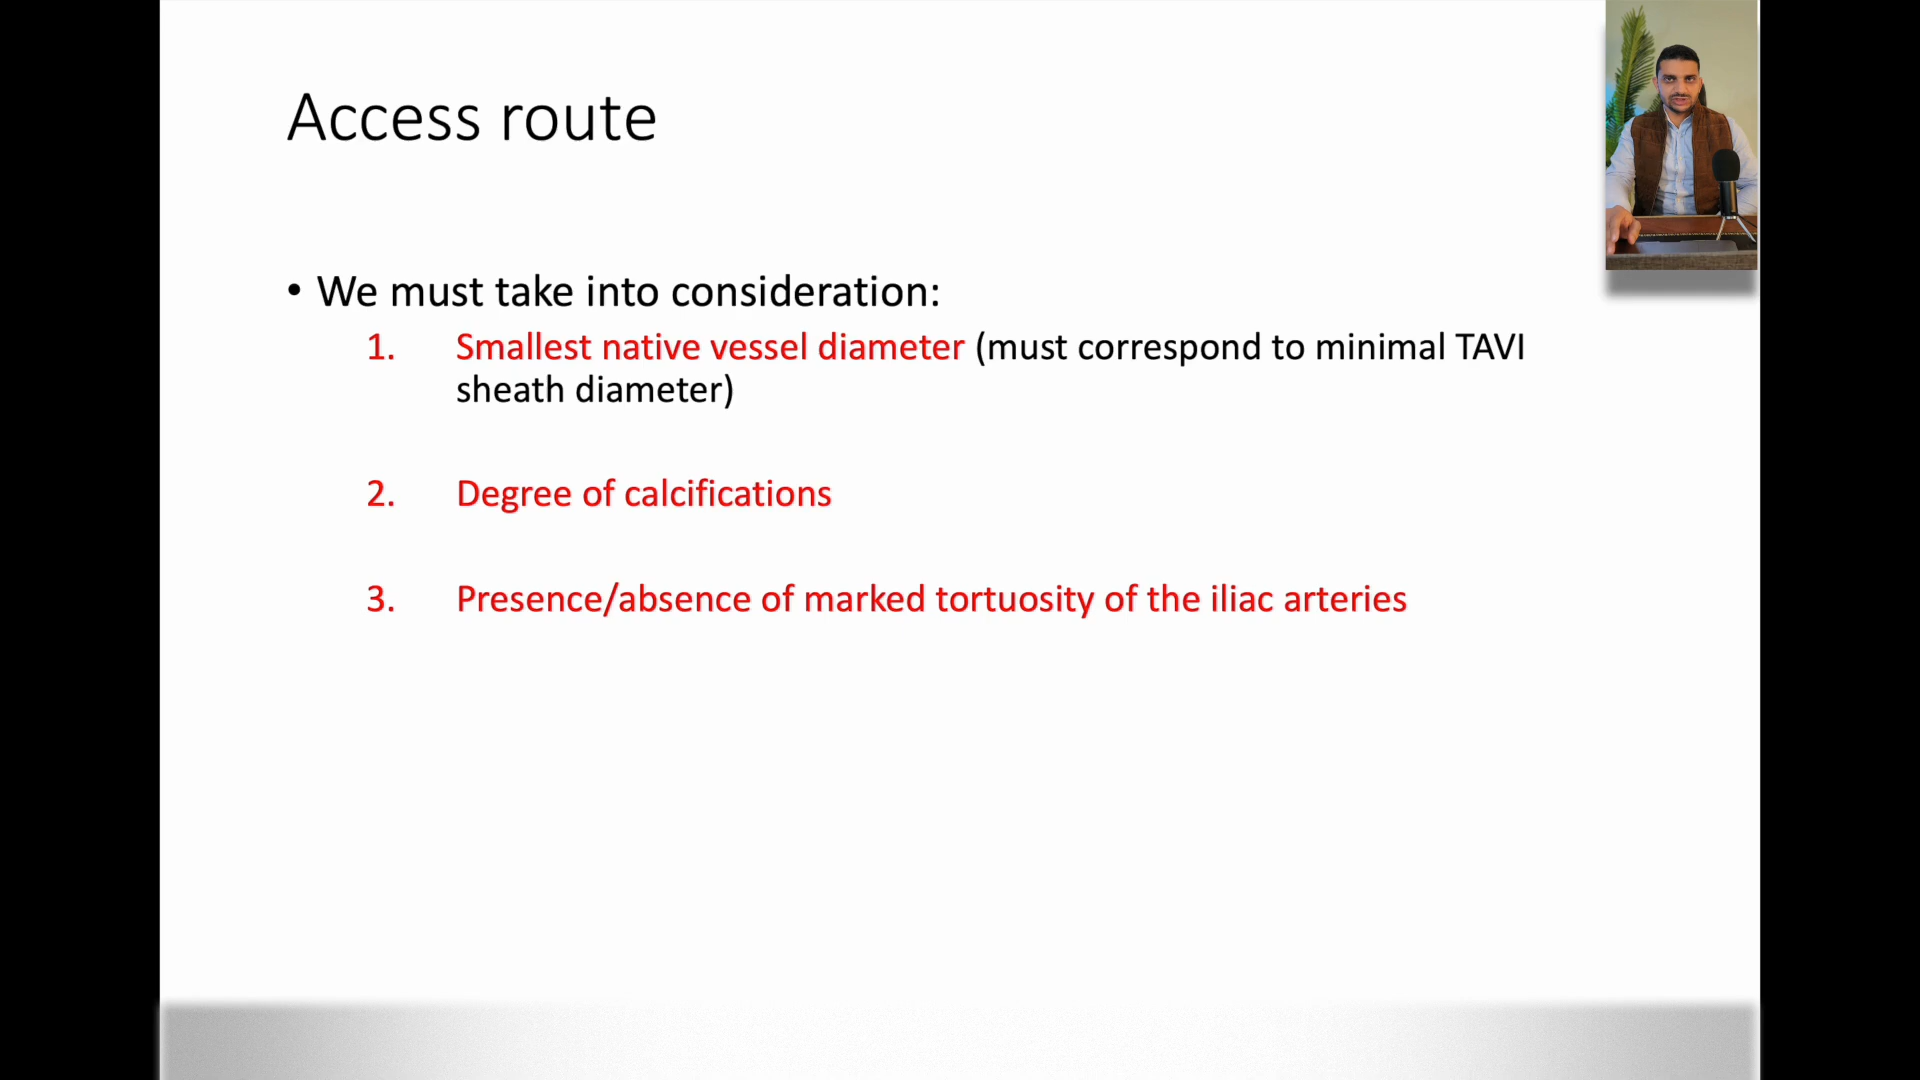 Access route
• We must take into consideration:
1. Smallest native vessel diameter (must correspond to minimal TAVI
sheath diameter)
2. Degree of calcifications
3. Presence/absence of marked tortuosity of the iliac arteries